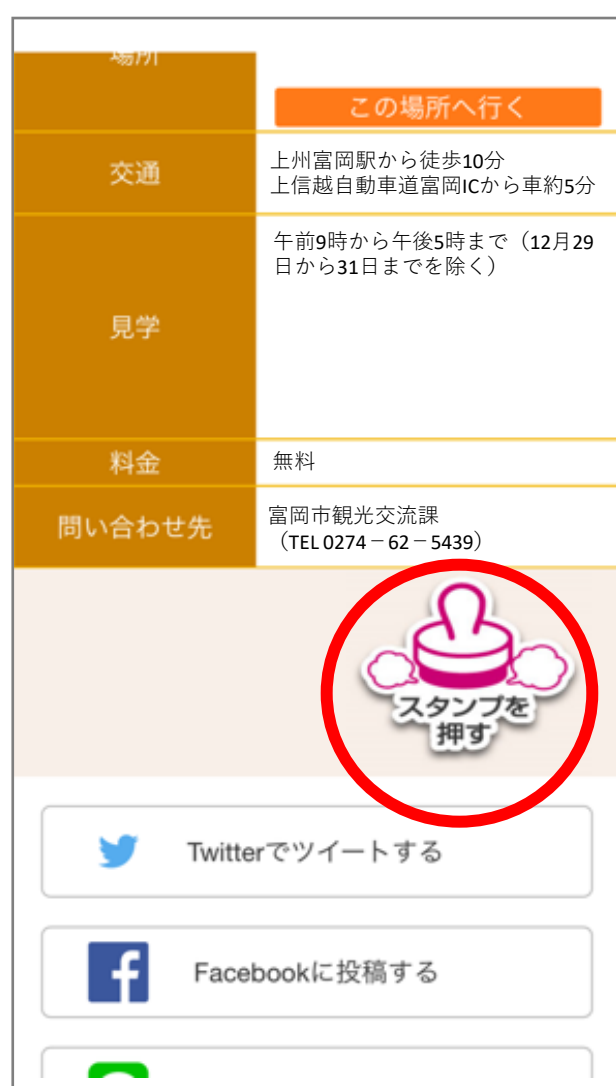 場所
この場所へ行く
交通
上州富岡駅から徒歩10分
上信越自動車道富岡ICから車約5分
見学
午前9時から午後5時まで（12月29
日から31日までを除く）
料金
無料
問い合わせ先
富岡市観光交流課
（TEL 0274－62－5439）
スタンプを
押す
Twitterでツイートする
Facebookに投稿する